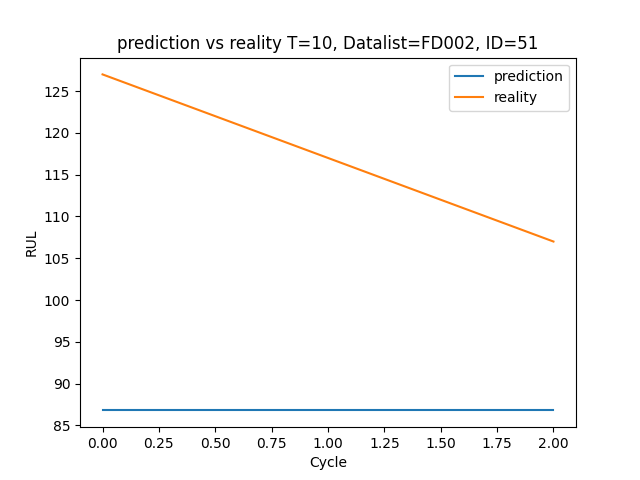 prediction vs reality T=10, Datalist=FD002, ID=51
prediction
reality
RUL
125
120
115
110
105
100
95
90
85
0.00 0.25 0.50 0.75 1.00 1.25 1.50 1.75 2.00
Cycle